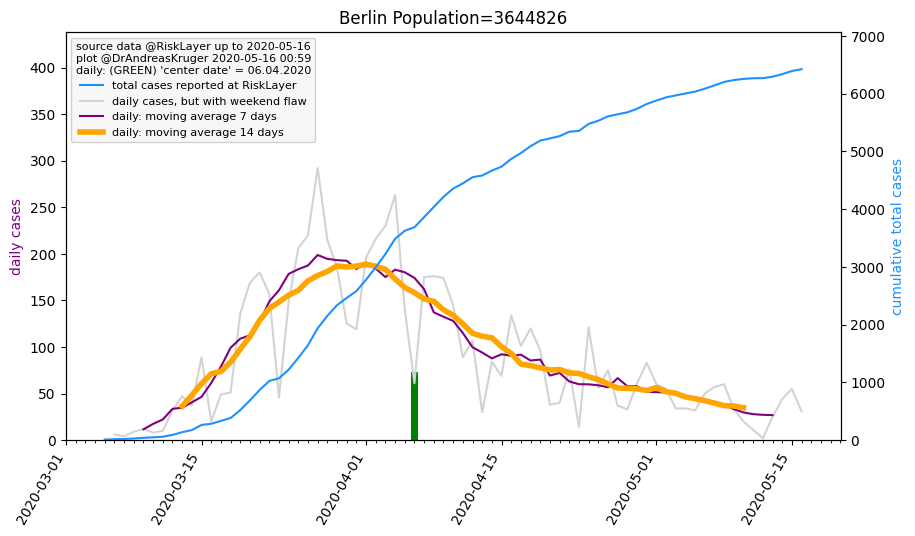 Berlin Population=3644826
source data @RiskLayer up to 2020-05-16
plot @DrAndreasKruger 2020-05-16 00:59
daily: (GREEN) 'center date' = 06.04.2020
total cases reported at RiskLayer
daily cases, but with weekend flaw
daily: moving average 7 days
daily: moving average 14 days
daily cases
400
350
300
250
200
150
100
50
0
7000
6000
5000
4000
3000
2000
1000
0
cumulative total cases
2020-03-01
2020-03-15
2020-04-01
2020-04-15
2020-05-01
2020-05-15